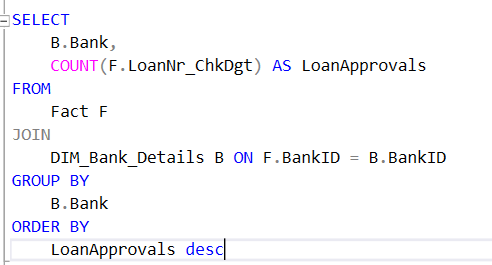 SELECT
B.Bank,
COUNT(F.LoanNr_ChkDgt) AS LoanApprovals
FROM
Fact F
JOIN
DIM_Bank_Details B ON F.BankID = B.BankID
GROUP BY
B.Bank
ORDER BY
LoanApprovals desc